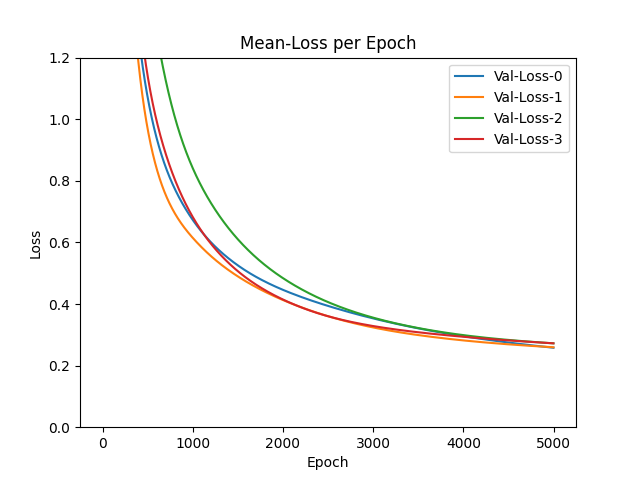 Mean-Loss per Epoch
1.2
1.0
0.8
0.6
0.4
0.2
0.0
Loss
Val-Loss-0
Val-Loss-1
Val-Loss-2
Val-Loss-3
0 1000 2000 3000 4000 5000
Epoch